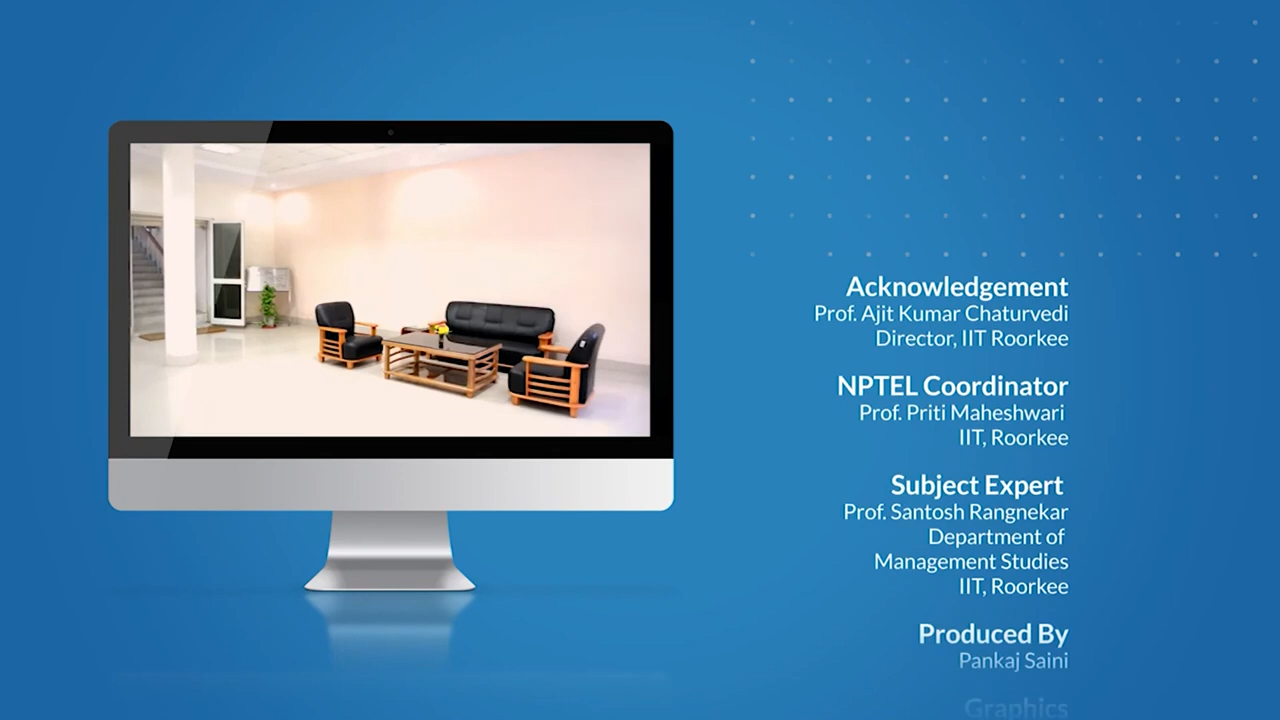 Acknowledgement
Prof. Ajit Kumar Chaturvedi
Director, IIT Roorkee
NPTEL Coordinator
Prof. Priti Maheshwari
IIT, Roorkee
Subject Expert
Prof. Santosh Rangnekar
Department of
Management Studies
IIT, Roorkee
Produced By
Pankaj Saini
Graphics